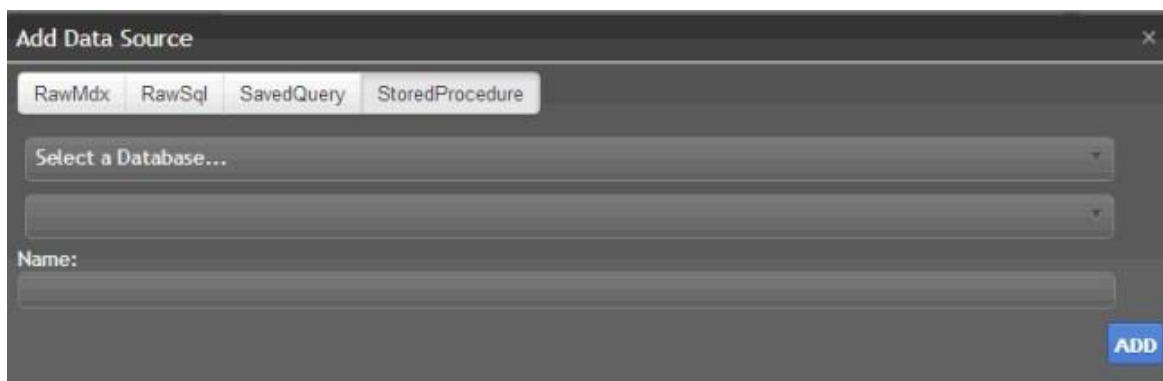 Add Data Source
RawMdx RawSql SavedQuery StoredProcedure
Select a Database...
Name:
ADD